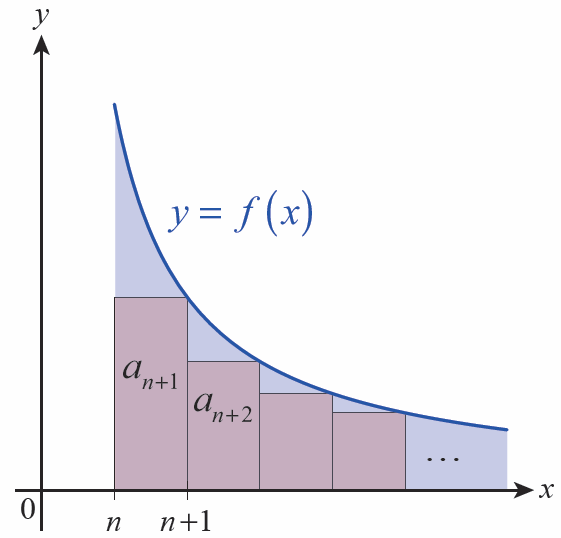 y
y = f(x)
a_{n+1}
a_{n+2}
...
0
x
n
n+1